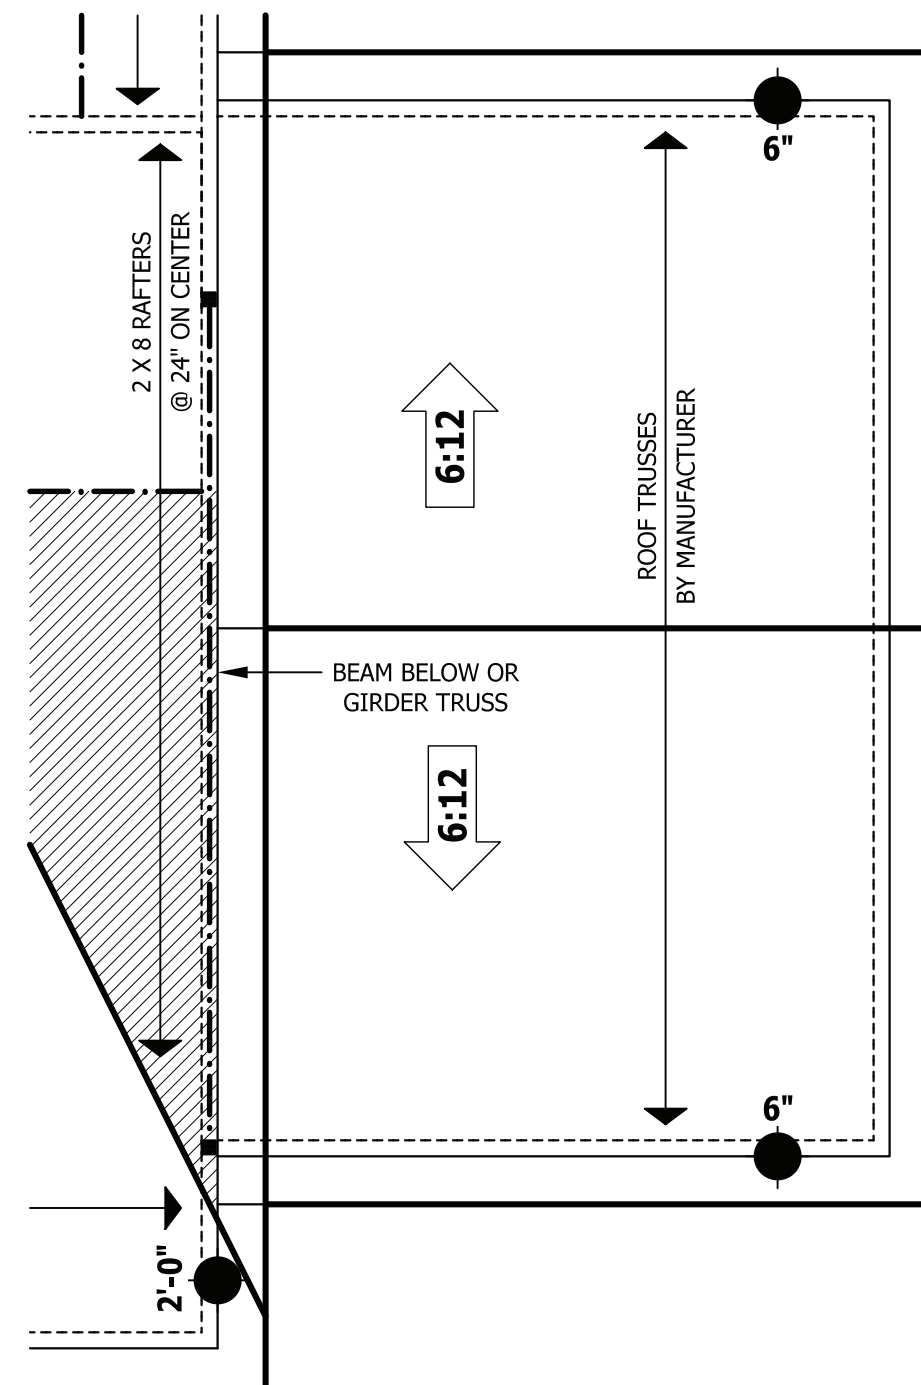 6"
2 X 8 RAFTERS
@ 24" ON CENTER
6:12
ROOF TRUSSES
BY MANUFACTURER
BEAM BELOW OR
GIRDER TRUSS
6:12
6"
2'-0"